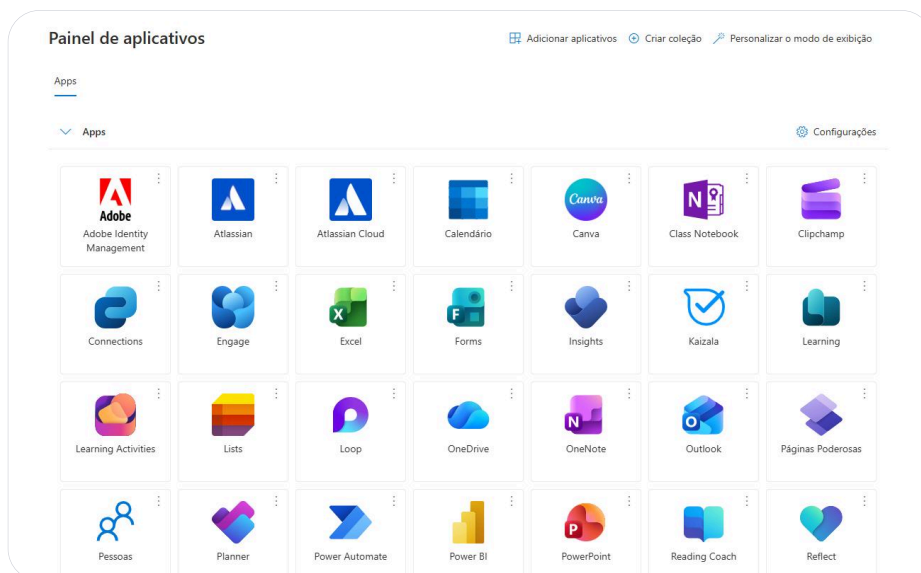 Painel de aplicativos
Adicionar aplicativos
Criar coleção
Personalizar o modo de exibição
Apps
Apps
Configurações
Adobe
Adobe Identity
Management
Atlassian
Atlassian Cloud
Calendário
Canva
Canva
N
Class Notebook
Clipchamp
Connections
Engage
X
Excel
F
Forms
Insights
Kaizala
Learning
Learning Activities
Lists
Loop
OneDrive
N
OneNote
O
Outlook
Páginas Poderosas
Pessoas
Planner
Power Automate
Power BI
P
PowerPoint
Reading Coach
Reflect